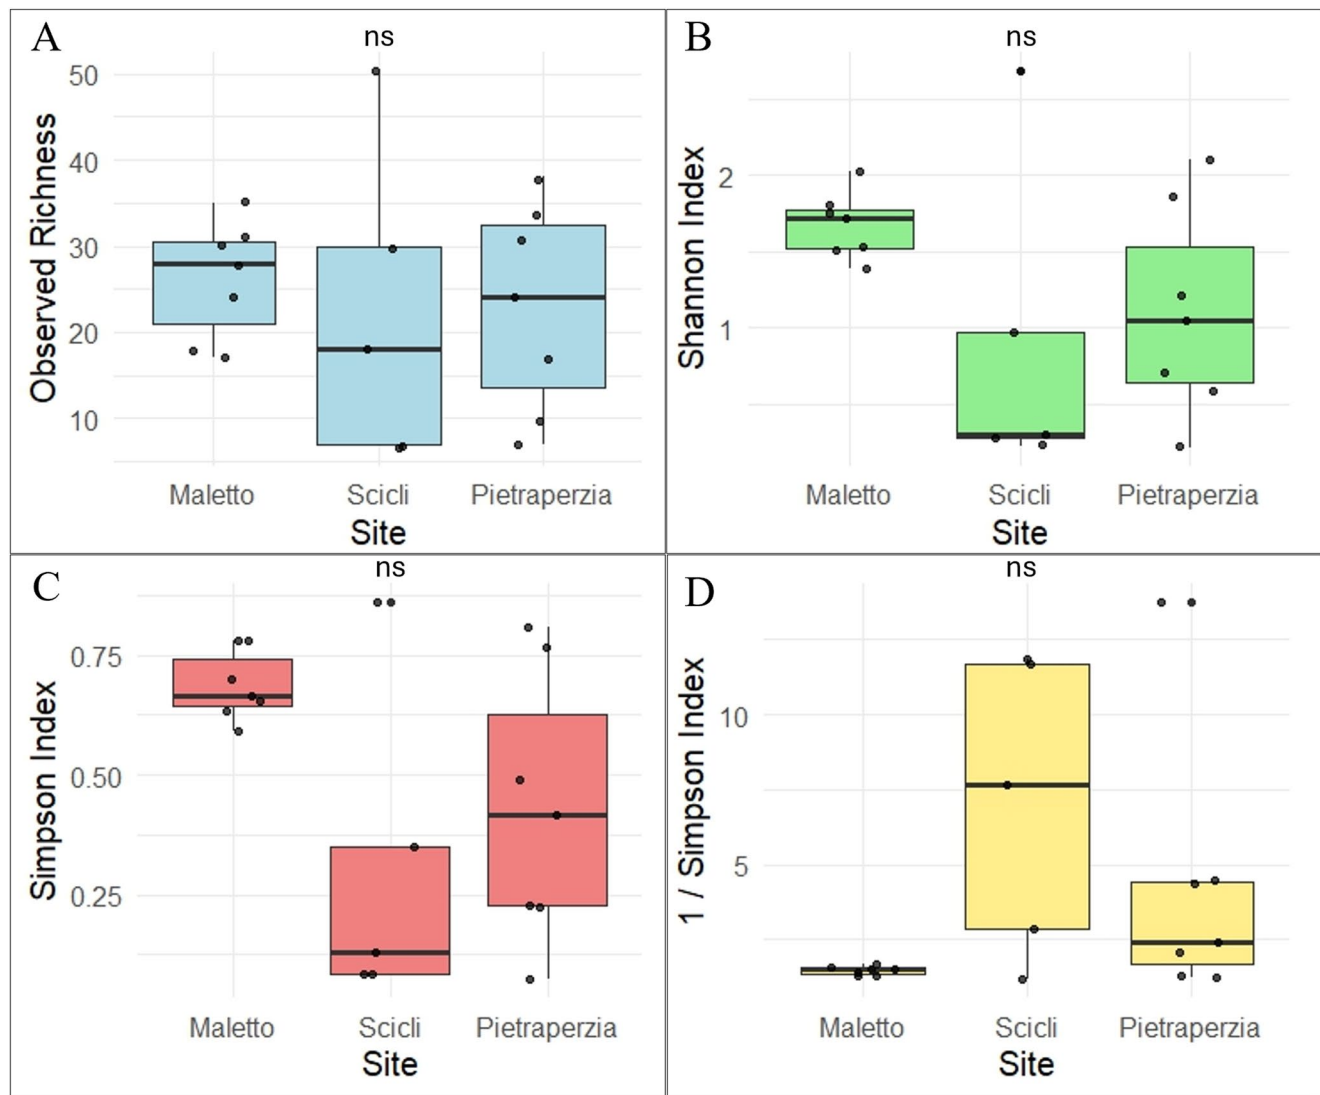 A
ns
Observed Richness
50
40
30
20
10
Maletto Scicli Pietraperzia
Site
B
ns
Shannon Index
2
1
Maletto Scicli Pietraperzia
Site
C
ns
Simpson Index
0.75
0.50
0.25
Maletto Scicli Pietraperzia
Site
D
ns
1 / Simpson Index
10
5
Maletto Scicli Pietraperzia
Site